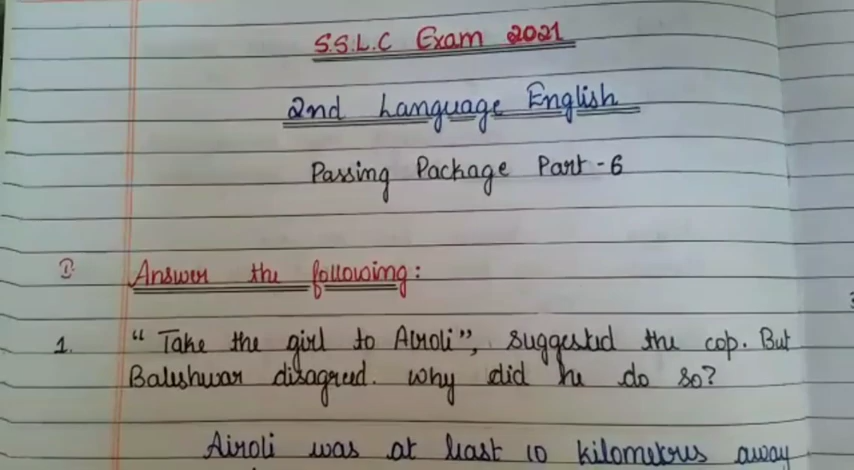 S.S.L.C Exam 2021
2nd Language English
Passing Package Part - 6
I. Answer the following:
1. "Take the girl to Airoli", suggested the cop. But
Baleshwar disagreed. Why did he do so?
Airoli was at least 10 kilometres away